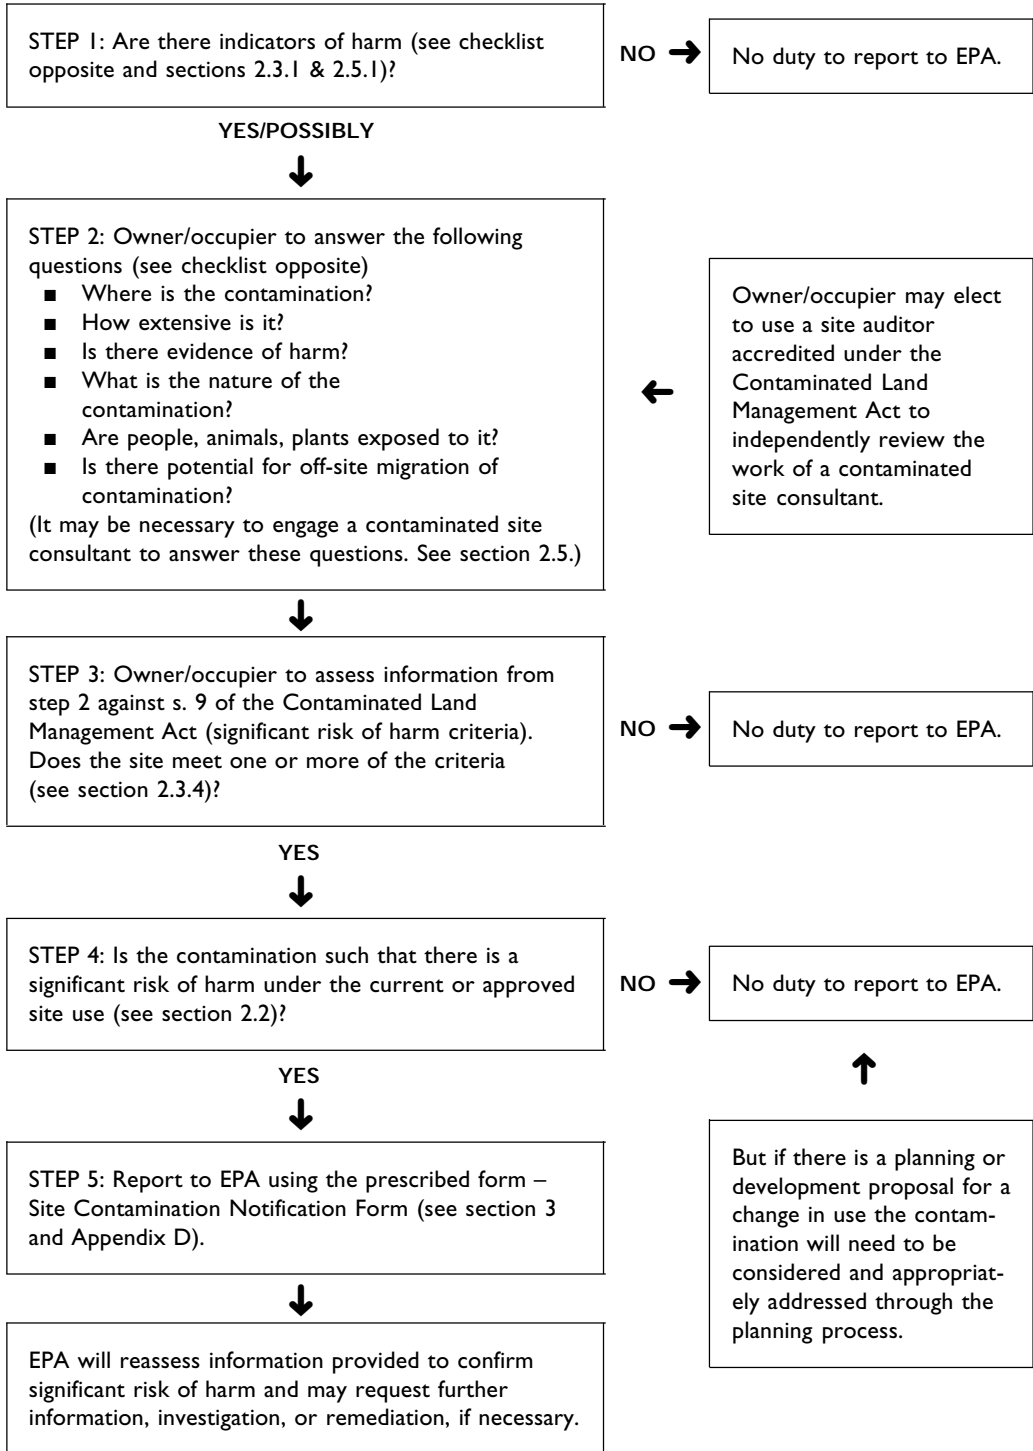 STEP 1: Are there indicators of harm (see checklist
opposite and sections 2.3.1 & 2.5.1)?
NO ➔
No duty to report to EPA.
YES/POSSIBLY
STEP 2: Owner/occupier to answer the following
questions (see checklist opposite)
■ Where is the contamination?
■ How extensive is it?
■ Is there evidence of harm?
■ What is the nature of the
contamination?
■ Are people, animals, plants exposed to it?
■ Is there potential for off-site migration of
contamination?
(It may be necessary to engage a contaminated site
consultant to answer these questions. See section 2.5.)
Owner/occupier may elect
to use a site auditor
accredited under the
Contaminated Land
Management Act to
independently review the
work of a contaminated
site consultant.
STEP 3: Owner/occupier to assess information from
step 2 against s. 9 of the Contaminated Land
Management Act (significant risk of harm criteria).
Does the site meet one or more of the criteria
(see section 2.3.4)?
NO ➔
No duty to report to EPA.
YES
STEP 4: Is the contamination such that there is a
significant risk of harm under the current or approved
site use (see section 2.2)?
NO ➔
No duty to report to EPA.
YES
STEP 5: Report to EPA using the prescribed form –
Site Contamination Notification Form (see section 3
and Appendix D).
But if there is a planning or
development proposal for a
change in use the contam-
ination will need to be
considered and appropriat-
ely addressed through the
planning process.
EPA will reassess information provided to confirm
significant risk of harm and may request further
information, investigation, or remediation, if necessary.